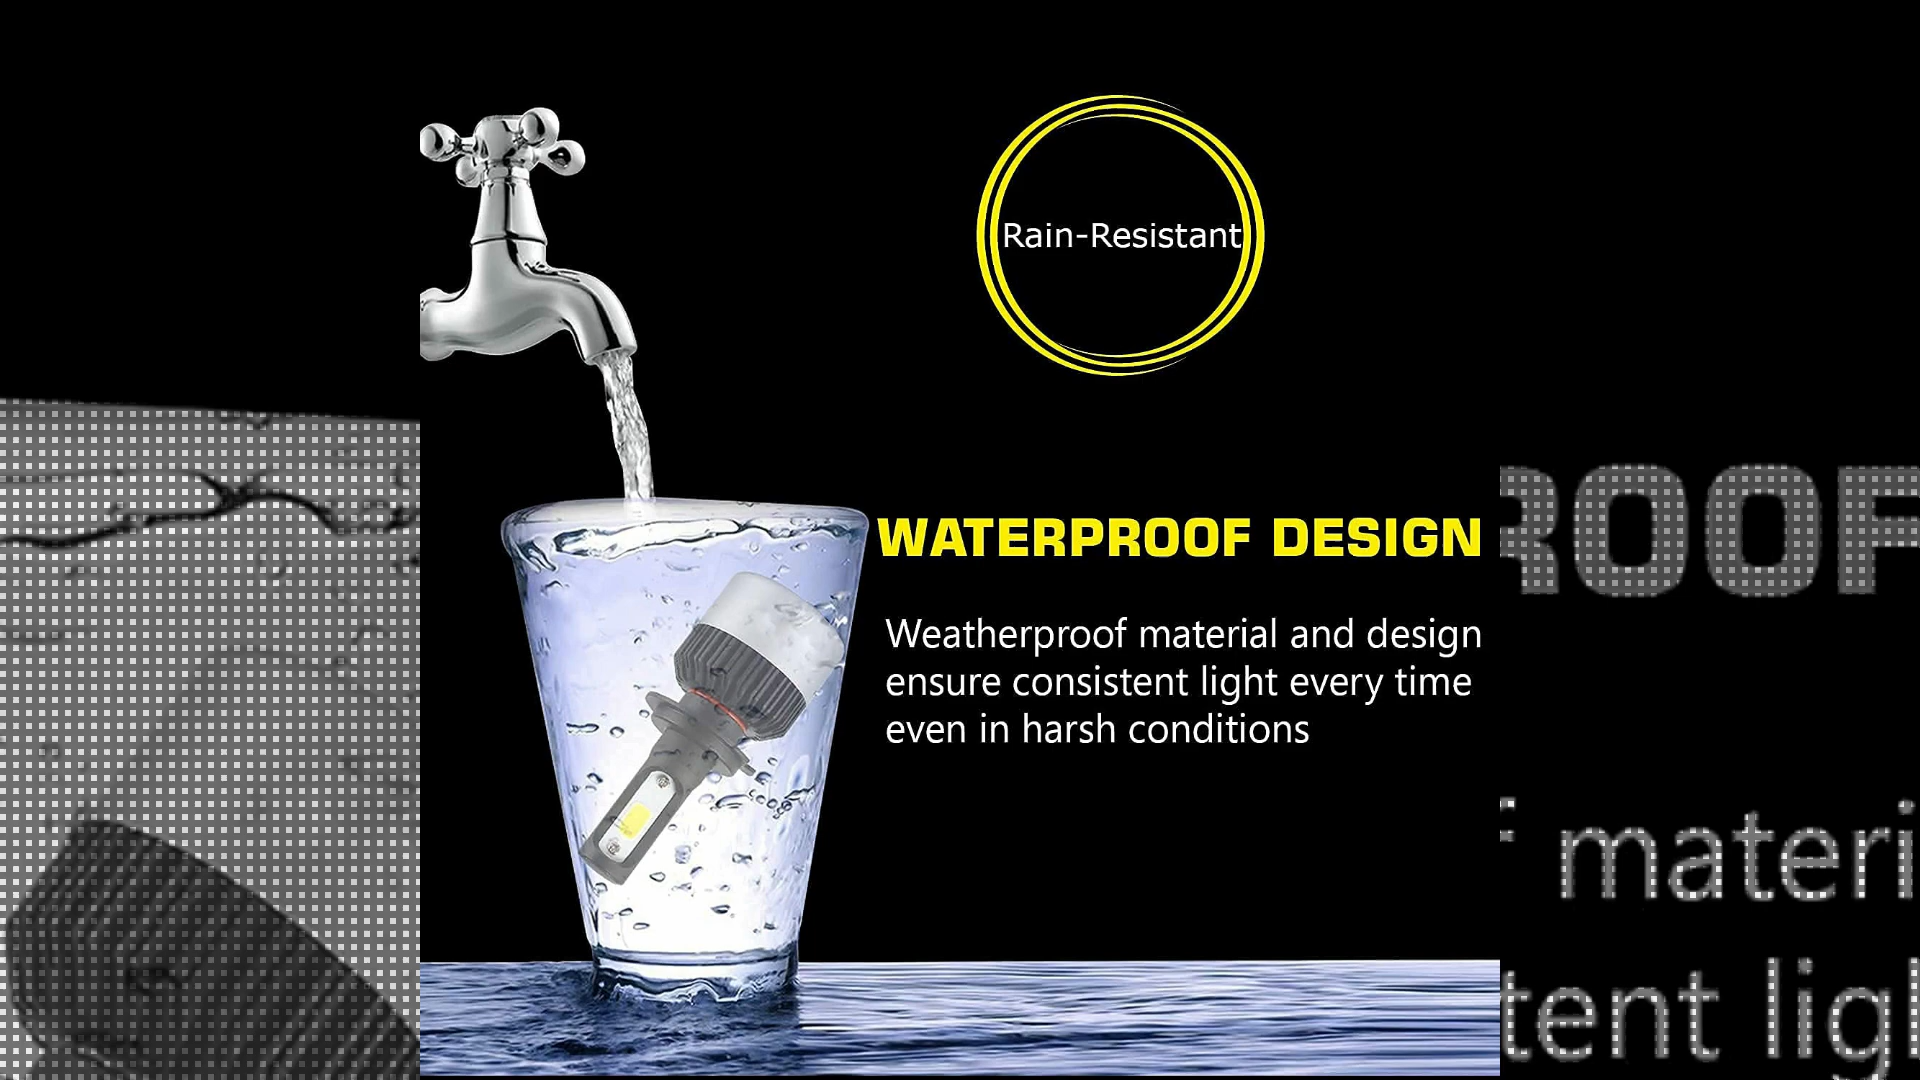 Rain-Resistant
WATERPROOF DESIGN
Weatherproof material and design
ensure consistent light every time
even in harsh conditions
ROOF
materi
tent lig